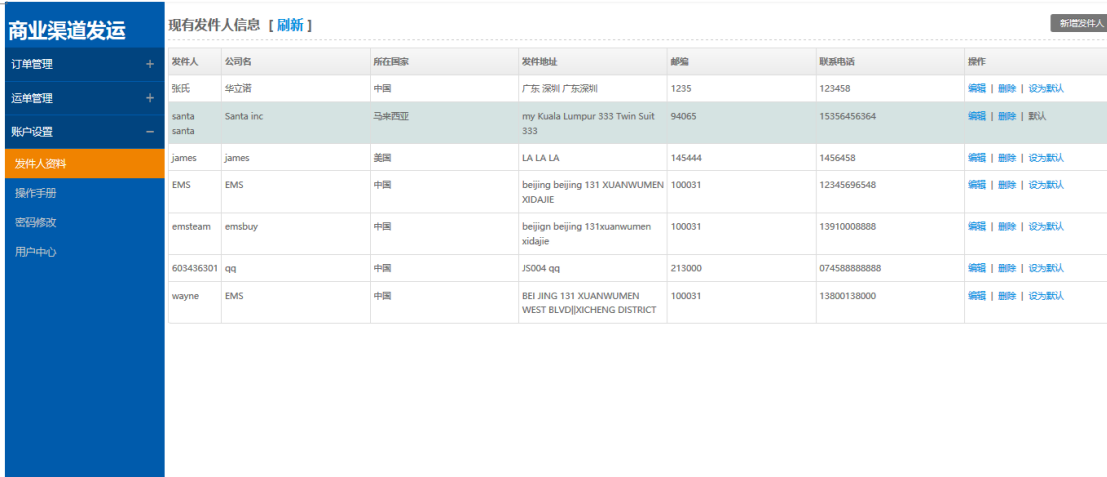 商业渠道发运
订单管理 +
运单管理 +
账户设置 −
发件人资料
操作手册
密码修改
用户中心
现有发件人信息 [ 刷新 ]
新增发件人
发件人 公司名 所在国家 发件地址 邮编 联系电话 操作
张氏 华立诺 中国 广东 深圳 广东深圳 1235 123458 编辑 | 删除 | 设为默认
santa Santa inc 马来西亚 my Kuala Lumpur 333 Twin Suit 94065 15356456364 编辑 | 删除 | 默认
santa 333
james james 美国 LA LA LA 145444 1456458 编辑 | 删除 | 设为默认
EMS EMS 中国 beijing beijing 131 XUANWUMEN 100031 12345696548 编辑 | 删除 | 设为默认
XIDAJIE
emsteam emsbuy 中国 beijign beijing 131xuanwumen 100031 13910008888 编辑 | 删除 | 设为默认
xidajie
603436301 qq 中国 JS004 qq 213000 074588888888 编辑 | 删除 | 设为默认
wayne EMS 中国 BEI JING 131 XUANWUMEN 100031 13800138000 编辑 | 删除 | 设为默认
WEST BLVD||XICHENG DISTRICT